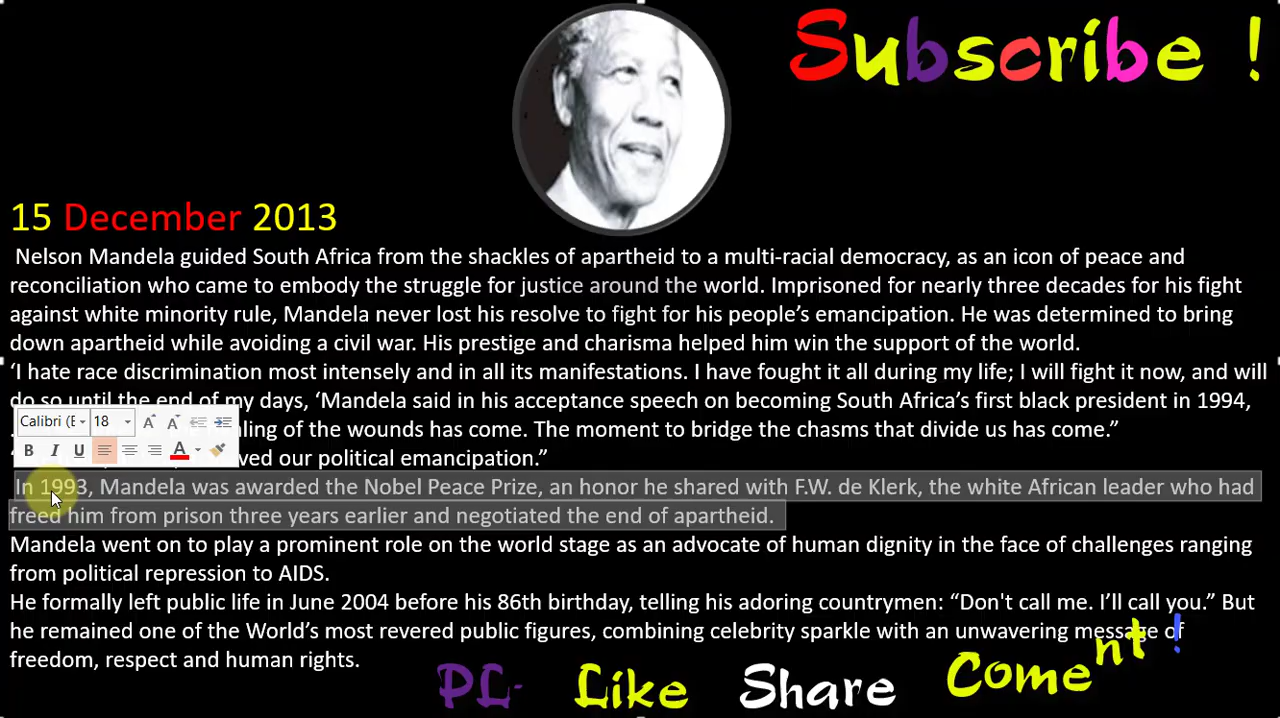 Subscribe !
15 December 2013
Nelson Mandela guided South Africa from the shackles of apartheid to a multi-racial democracy, as an icon of peace and
reconciliation who came to embody the struggle for justice around the world. Imprisoned for nearly three decades for his fight
against white minority rule, Mandela never lost his resolve to fight for his people’s emancipation. He was determined to bring
down apartheid while avoiding a civil war. His prestige and charisma helped him win the support of the world.
‘I hate race discrimination most intensely and in all its manifestations. I have fought it all during my life; I will fight it now, and will
do so until the end of my days, ‘Mandela said in his acceptance speech on becoming South Africa’s first black president in 1994,
Calibri (E 18
of the wounds has come. The moment to bridge the chasms that divide us has come.”
B I U A
our political emancipation.”
In 1993, Mandela was awarded the Nobel Peace Prize, an honor he shared with F.W. de Klerk, the white African leader who had
freed him from prison three years earlier and negotiated the end of apartheid.
Mandela went on to play a prominent role on the world stage as an advocate of human dignity in the face of challenges ranging
from political repression to AIDS.
He formally left public life in June 2004 before his 86th birthday, telling his adoring countrymen: “Don't call me. I’ll call you.” But
he remained one of the World’s most revered public figures, combining celebrity sparkle with an unwavering message of
freedom, respect and human rights.
PL- Like Share Coment !